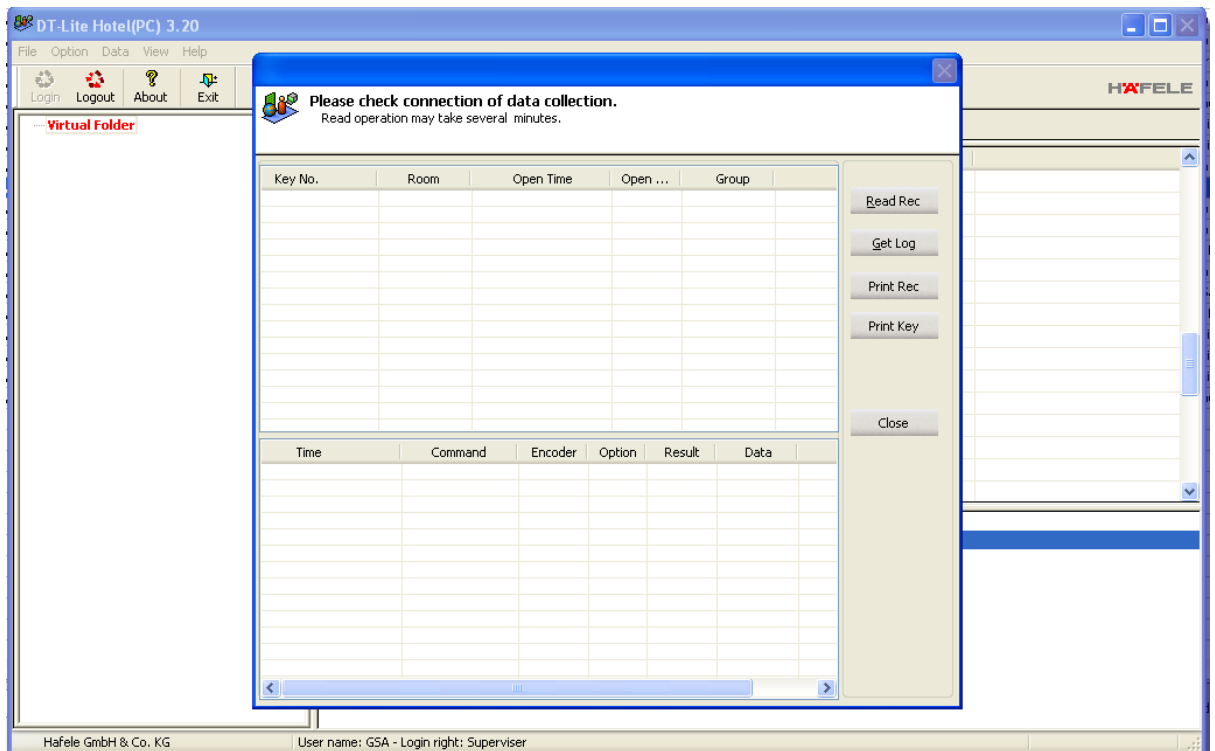 DT-Lite Hotel(PC) 3.20
File Option Data View Help
Login Logout About Exit
HÄFELE
Virtual Folder
Please check connection of data collection.
Read operation may take several minutes.
Key No. Room Open Time Open ... Group
Read Rec
Get Log
Print Rec
Print Key
Close
Time Command Encoder Option Result Data
Hafele GmbH & Co. KG User name: GSA - Login right: Superviser